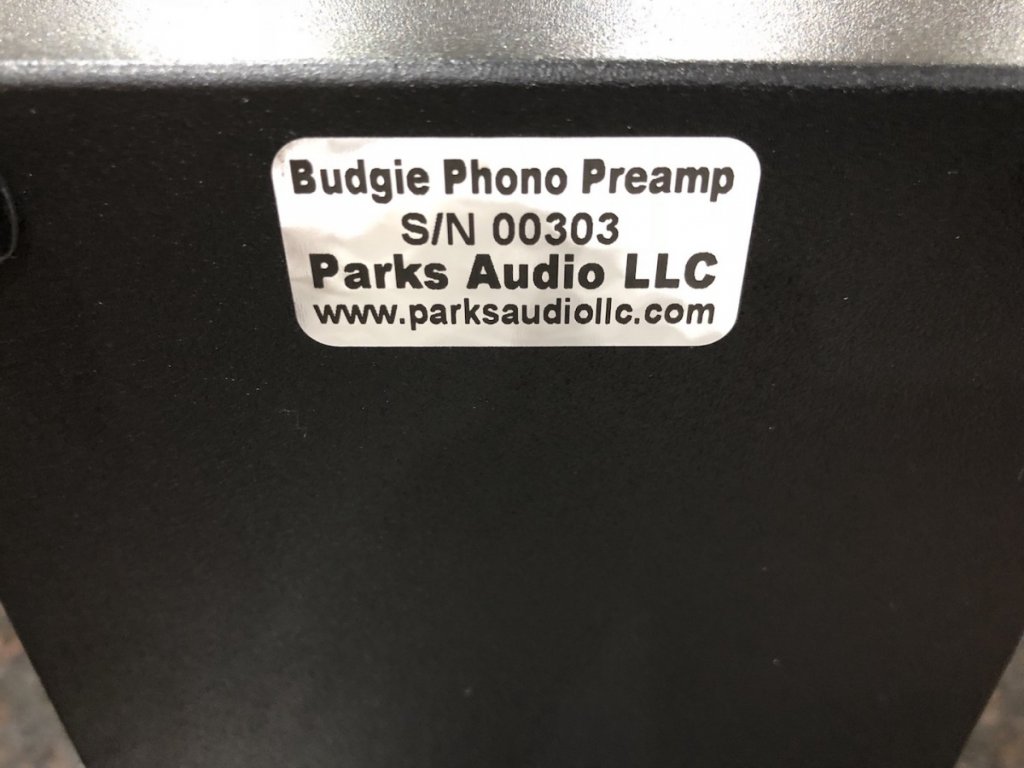 Budgie Phono Preamp
S/N 00303
Parks Audio LLC
www.parksaudiollc.com